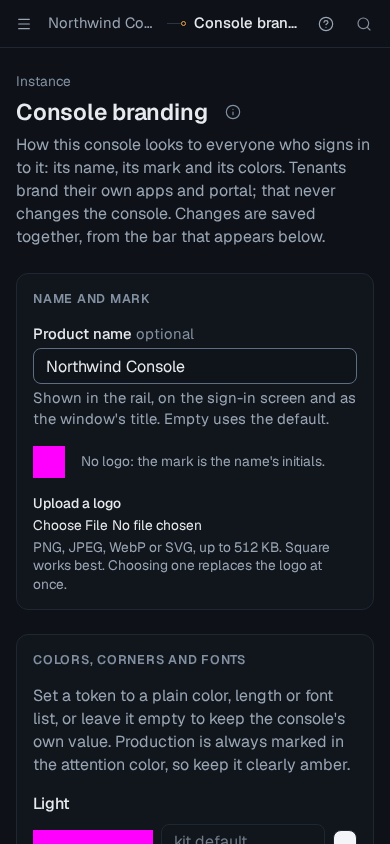 Northwind Co... Console bran...
Instance
Console branding
How this console looks to everyone who signs in
to it: its name, its mark and its colors. Tenants
brand their own apps and portal; that never
changes the console. Changes are saved
together, from the bar that appears below.
NAME AND MARK
Product name optional
Northwind Console
Shown in the rail, on the sign-in screen and as
the window's title. Empty uses the default.
No logo: the mark is the name's initials.
Upload a logo
Choose File No file chosen
PNG, JPEG, WebP or SVG, up to 512 KB. Square
works best. Choosing one replaces the logo at
once.
COLORS, CORNERS AND FONTS
Set a token to a plain color, length or font
list, or leave it empty to keep the console's
own value. Production is always marked in
the attention color, so keep it clearly amber.
Light
kit default